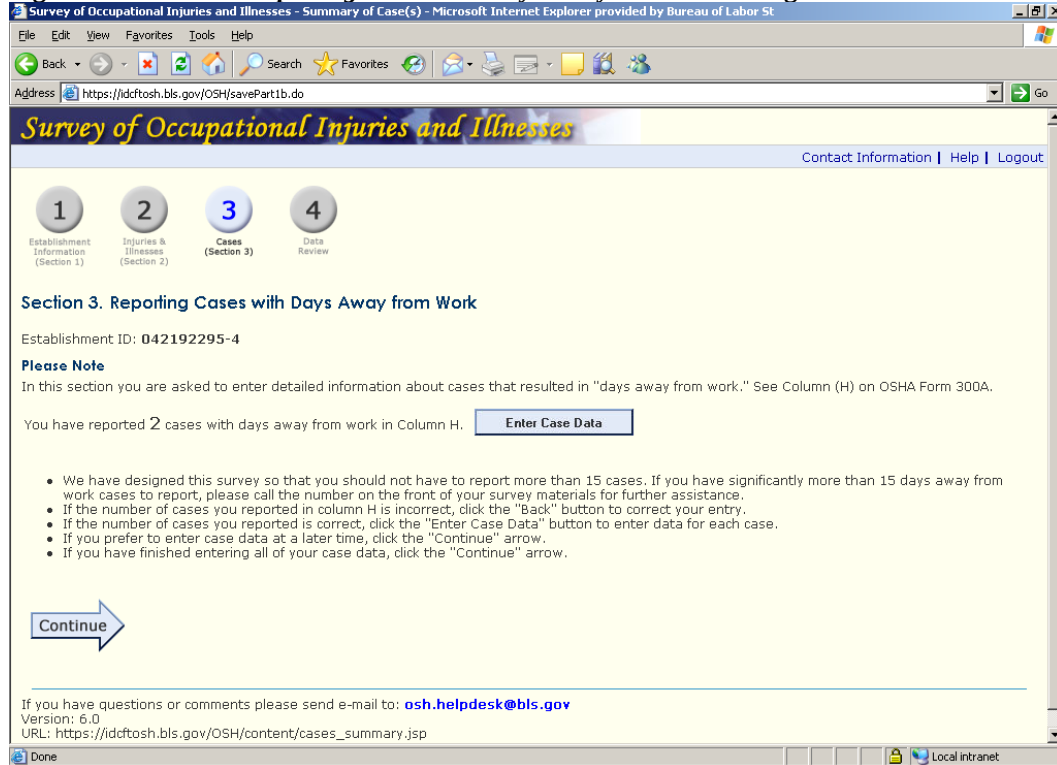 Survey of Occupational Injuries and Illnesses - Summary of Case(s) - Microsoft Internet Explorer provided by Bureau of Labor St
File Edit View Favorites Tools Help
Back Search Favorites
Address https://idcftosh.bls.gov/OSH/savePart1b.do Go
Survey of Occupational Injuries and Illnesses
Contact Information | Help | Logout
1 2 3 4
Establishment Information (Section 1)
Injuries & Illnesses (Section 2)
Cases (Section 3)
Data Review
Section 3. Reporting Cases with Days Away from Work
Establishment ID: 042192295-4
Please Note
In this section you are asked to enter detailed information about cases that resulted in "days away from work." See Column (H) on OSHA Form 300A.
You have reported 2 cases with days away from work in Column H. Enter Case Data
• We have designed this survey so that you should not have to report more than 15 cases. If you have significantly more than 15 days away from
work cases to report, please call the number on the front of your survey materials for further assistance.
• If the number of cases you reported in column H is incorrect, click the "Back" button to correct your entry.
• If the number of cases you reported is correct, click the "Enter Case Data" button to enter data for each case.
• If you prefer to enter case data at a later time, click the "Continue" arrow.
• If you have finished entering all of your case data, click the "Continue" arrow.
Continue
If you have questions or comments please send e-mail to: osh.helpdesk@bls.gov
Version: 6.0
URL: https://idcftosh.bls.gov/OSH/content/cases_summary.jsp
Done Local intranet